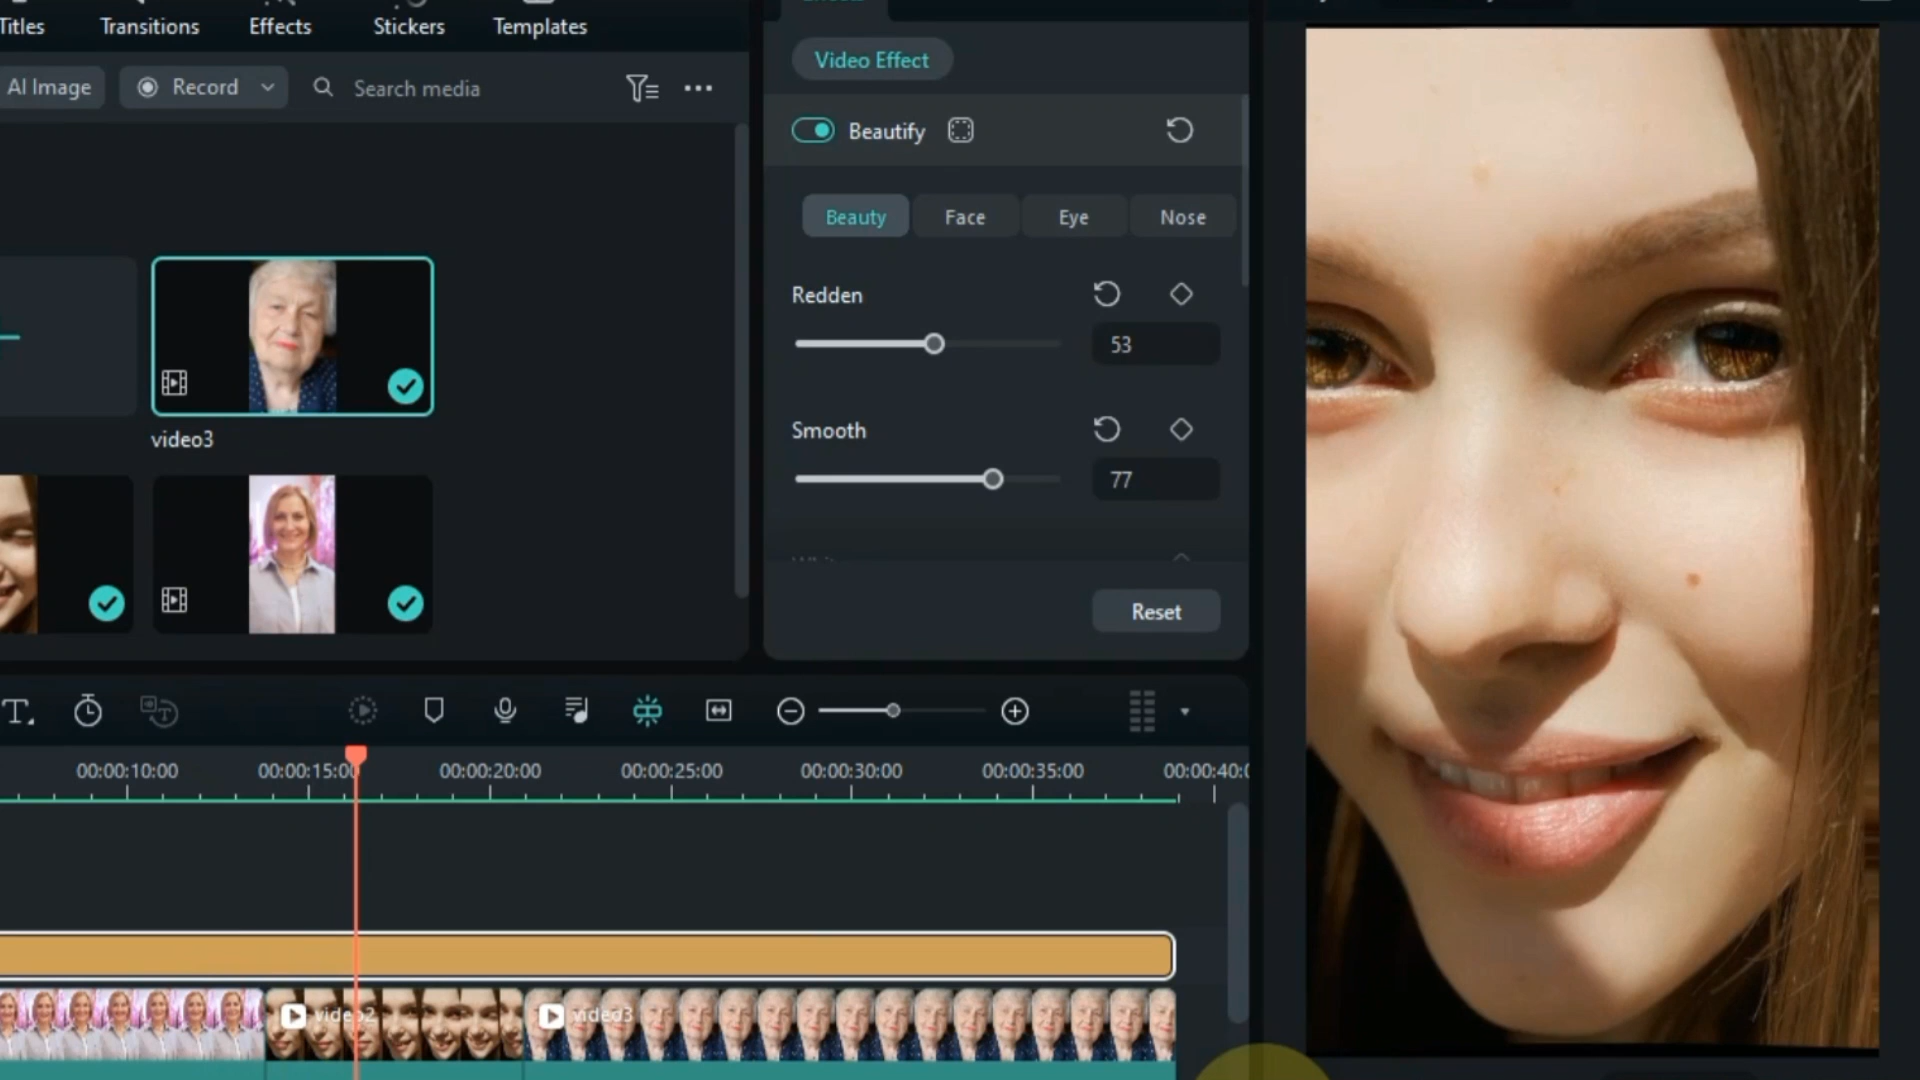 Titles
Transitions
Effects
Stickers
Templates
AI Image
Record
Search media
video3
Video Effect
Beautify
Beauty
Face
Eye
Nose
Redden
53
Smooth
77
Reset
00:00:10:00
00:00:15:00
00:00:20:00
00:00:25:00
00:00:30:00
00:00:35:00
00:00:40:0
video2
video3